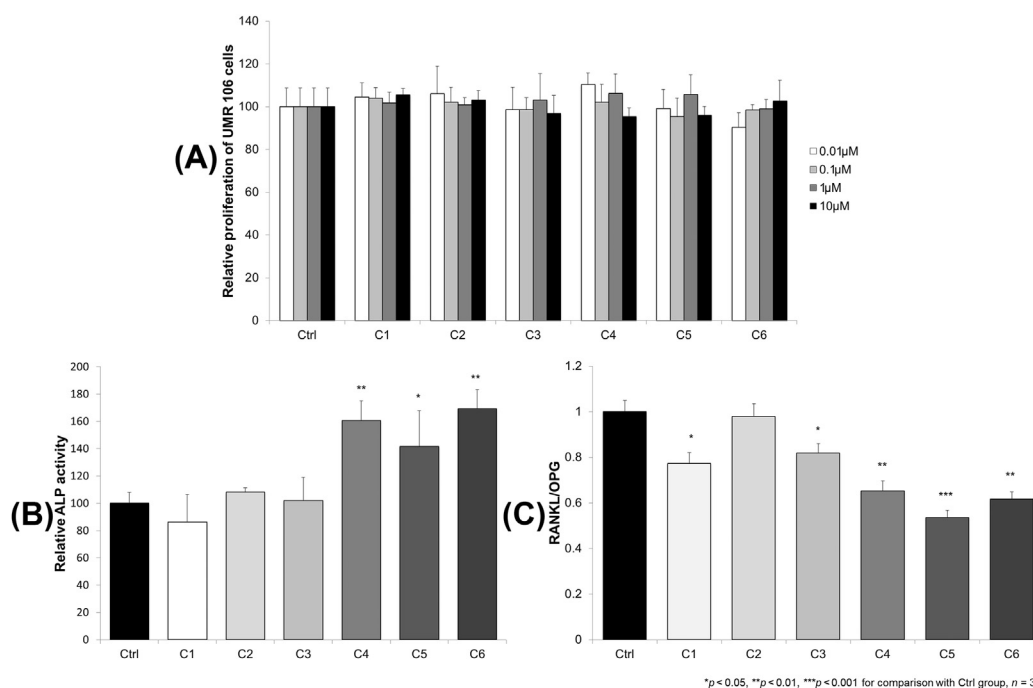 (A)
Relative proliferation of UMR 106 cells
140
120
100
80
60
40
20
0
Ctrl C1 C2 C3 C4 C5 C6
0.01μM
0.1μM
1μM
10μM
(B)
Relative ALP activity
200
180
160
140
120
100
80
60
40
20
0
** * **
Ctrl C1 C2 C3 C4 C5 C6
(C)
RANKL/OPG
1.2
1
0.8
0.6
0.4
0.2
0
* * ** *** **
Ctrl C1 C2 C3 C4 C5 C6
*p < 0.05, **p < 0.01, ***p < 0.001 for comparison with Ctrl group, n = 3